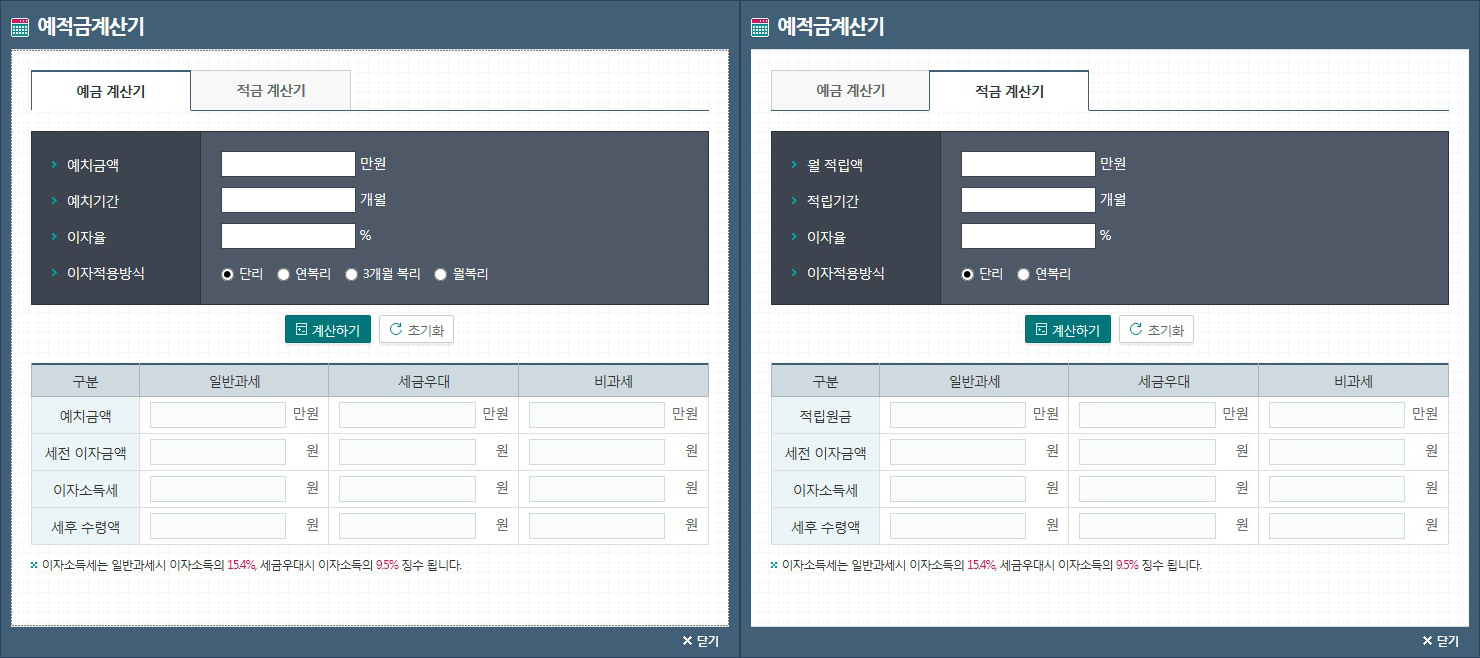 예적금계산기
예금 계산기 적금 계산기
예치금액 만원
예치기간 개월
이자율 %
이자적용방식 단리 연복리 3개월 복리 월복리
계산하기 초기화
구분 일반과세 세금우대 비과세
예치금액 만원 만원 만원
세전 이자금액 원 원 원
이자소득세 원 원 원
세후 수령액 원 원 원
이자소득세는 일반과세시 이자소득의 15.4%, 세금우대시 이자소득의 9.5% 징수 됩니다.
닫기
예적금계산기
예금 계산기 적금 계산기
월 적립액 만원
적립기간 개월
이자율 %
이자적용방식 단리 연복리
계산하기 초기화
구분 일반과세 세금우대 비과세
적립원금 만원 만원 만원
세전 이자금액 원 원 원
이자소득세 원 원 원
세후 수령액 원 원 원
이자소득세는 일반과세시 이자소득의 15.4%, 세금우대시 이자소득의 9.5% 징수 됩니다.
닫기